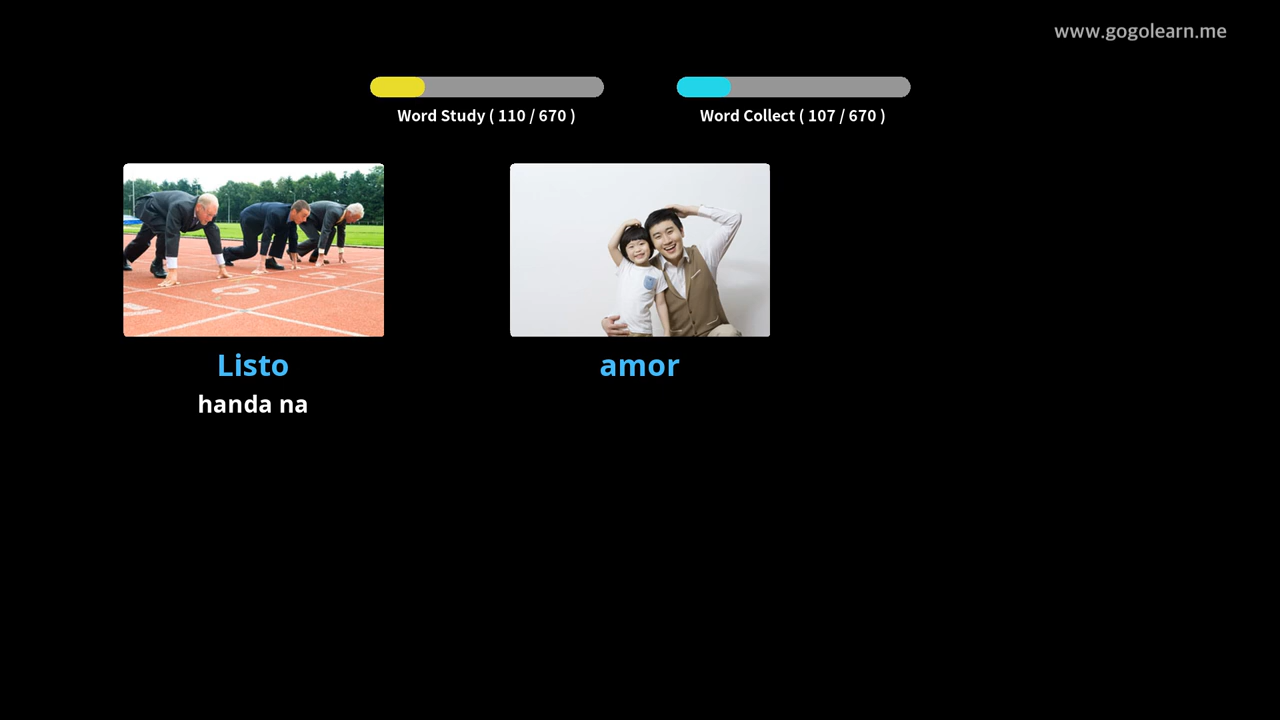 www.gogolearn.me
Word Study ( 110 / 670 )
Word Collect ( 107 / 670 )
Listo
handa na
amor